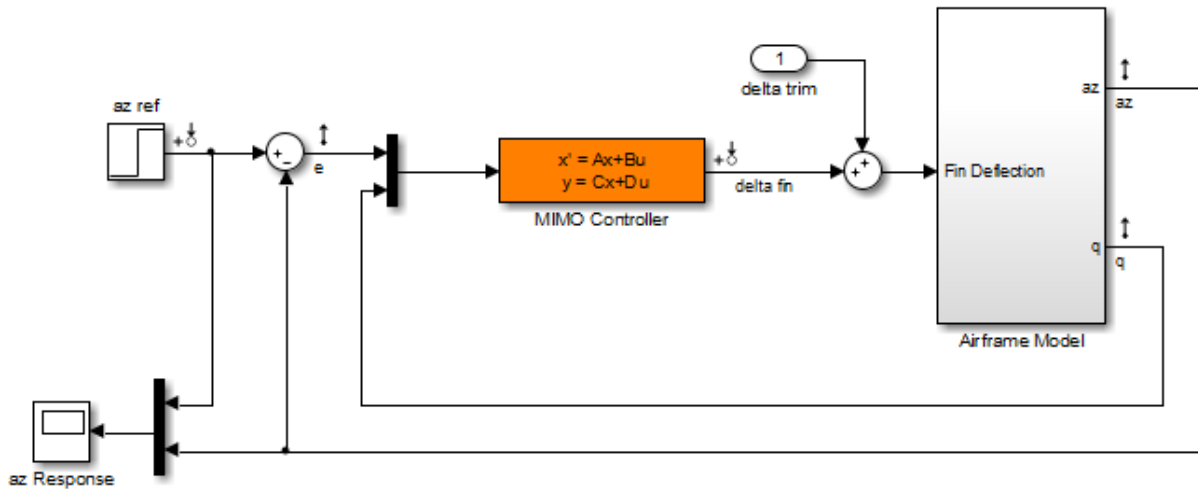 1
delta trim
az ref
az
az
+
+
e
+
-
x' = Ax+Bu
y = Cx+Du
+
delta fin
+
+
Fin Deflection
MIMO Controller
q
q
Airframe Model
az Response